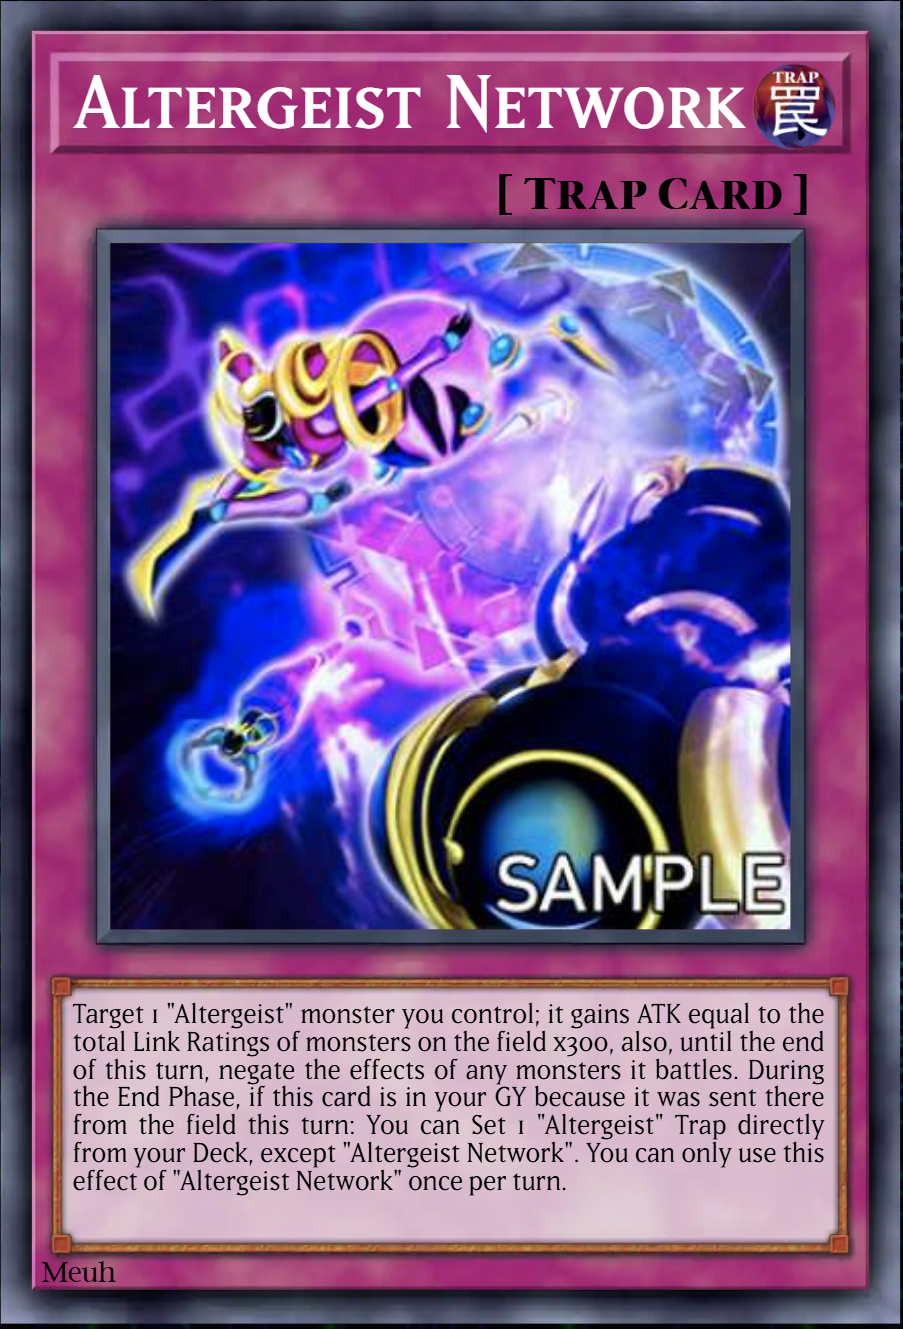 ALTERGEIST NETWORK
TRAP
罠
[ TRAP CARD ]
SAMPLE
Target 1 "Altergeist" monster you control; it gains ATK equal to the
total Link Ratings of monsters on the field x300, also, until the end
of this turn, negate the effects of any monsters it battles. During
the End Phase, if this card is in your GY because it was sent there
from the field this turn: You can Set 1 "Altergeist" Trap directly
from your Deck, except "Altergeist Network". You can only use this
effect of "Altergeist Network" once per turn.
Meuh